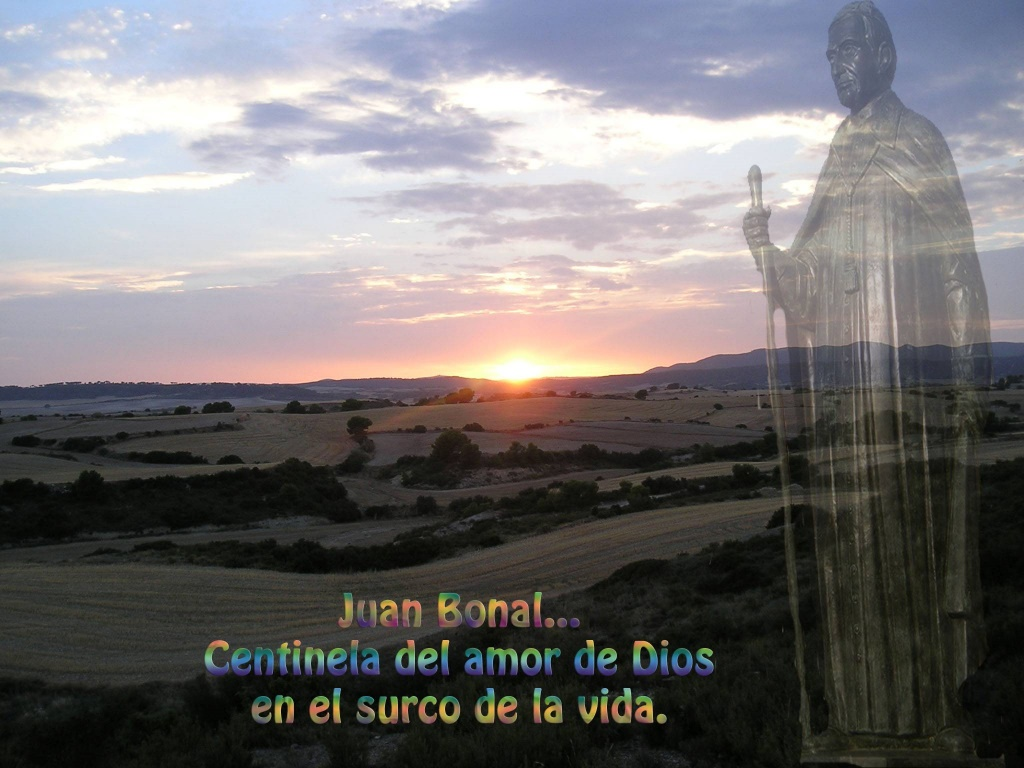 Juan Bonal...
Centinela del amor de Dios
en el surco de la vida.